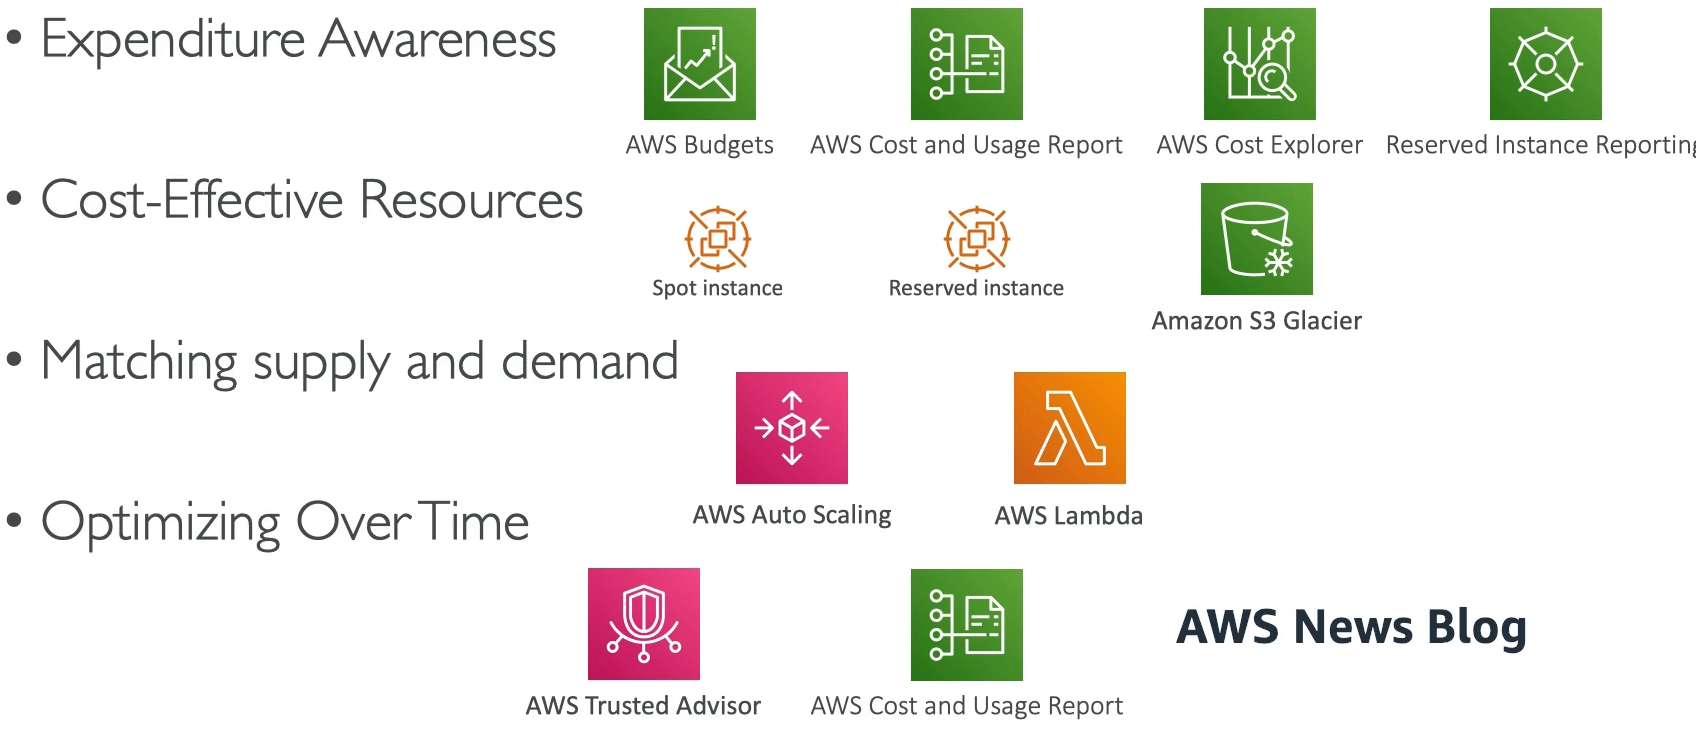 • Expenditure Awareness
AWS Budgets
AWS Cost and Usage Report
AWS Cost Explorer
Reserved Instance Reporting
• Cost-Effective Resources
Spot instance
Reserved instance
Amazon S3 Glacier
• Matching supply and demand
AWS Auto Scaling
AWS Lambda
• Optimizing Over Time
AWS Trusted Advisor
AWS Cost and Usage Report
AWS News Blog